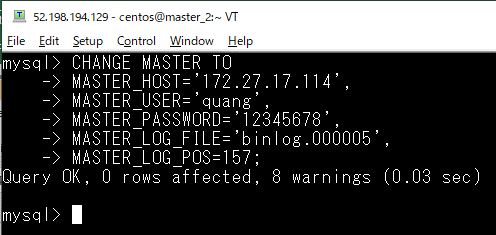 52.198.194.129 - centos@master_2:~ VT
File Edit Setup Control Window Help
mysql> CHANGE MASTER TO
    -> MASTER_HOST='172.27.17.114',
    -> MASTER_USER='quang',
    -> MASTER_PASSWORD='12345678',
    -> MASTER_LOG_FILE='binlog.000005',
    -> MASTER_LOG_POS=157;
Query OK, 0 rows affected, 8 warnings (0.03 sec)
mysql>